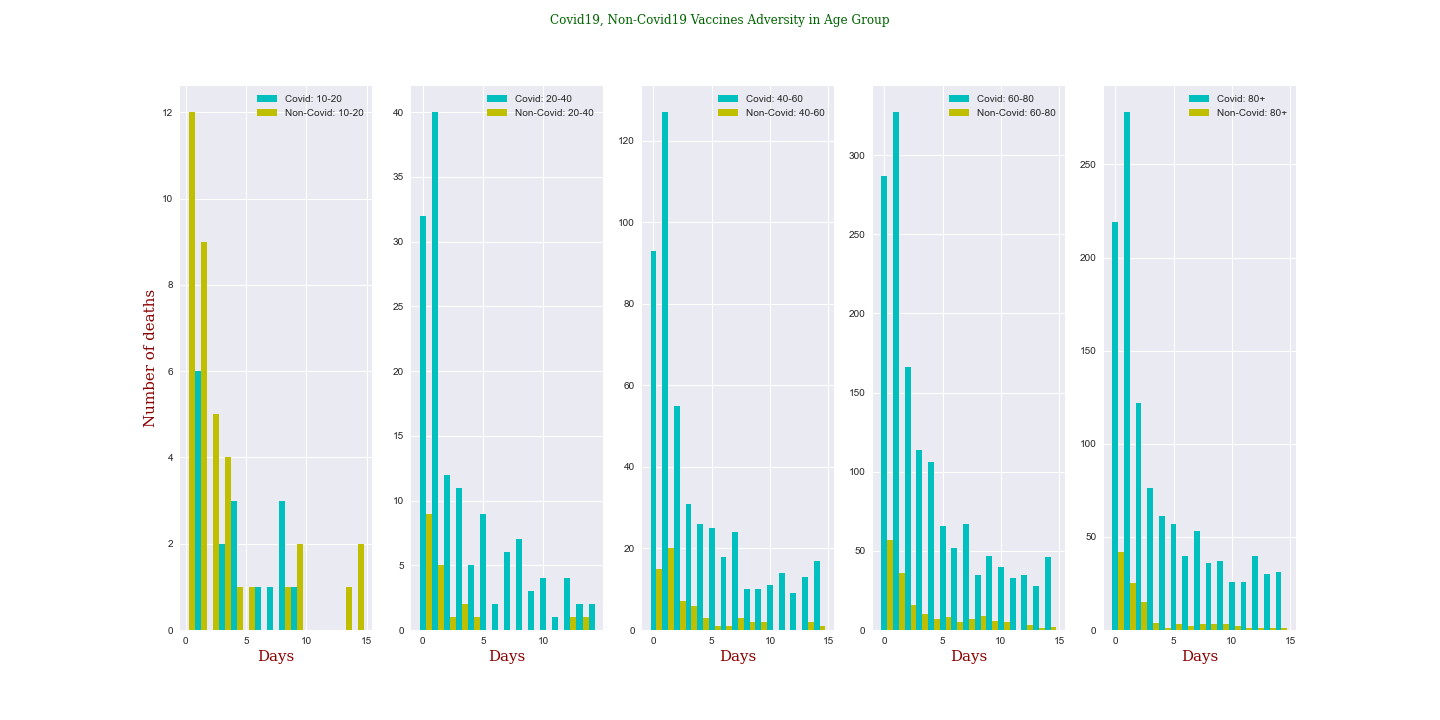 Covid19, Non-Covid19 Vaccines Adversity in Age Group
Number of deaths
Covid: 10-20
Non-Covid: 10-20
12
10
8
6
4
2
0
0 5 10 15
Days
Covid: 20-40
Non-Covid: 20-40
40
35
30
25
20
15
10
5
0
0 5 10
Days
Covid: 40-60
Non-Covid: 40-60
120
100
80
60
40
20
0
0 5 10 15
Days
Covid: 60-80
Non-Covid: 60-80
300
250
200
150
100
50
0
0 5 10 15
Days
Covid: 80+
Non-Covid: 80+
250
200
150
100
50
0
0 5 10 15
Days